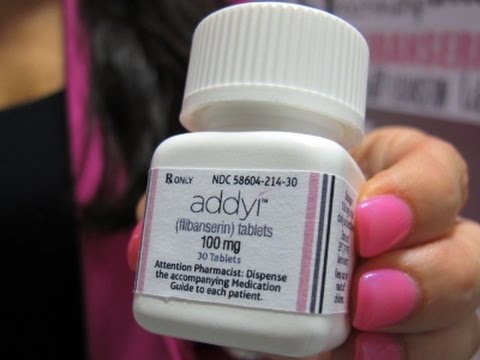 ℞ ONLY NDC 58604-214-30
addyi™
(flibanserin) tablets
100 mg
30 Tablets
Attention Pharmacist: Dispense
the accompanying Medication
Guide to each patient.